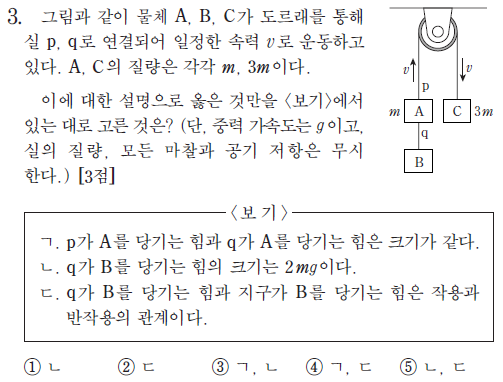 3. 그림과 같이 물체 A, B, C가 도르래를 통해
실 p, q로 연결되어 일정한 속력 v로 운동하고
있다. A, C의 질량은 각각 m, 3m이다.
이에 대한 설명으로 옳은 것만을 <보기>에서
있는 대로 고른 것은? (단, 중력 가속도는 g이고,
실의 질량, 모든 마찰과 공기 저항은 무시
한다.) [3점]
v
p
v
m A C 3m
q
B
<보 기>
ㄱ. p가 A를 당기는 힘과 q가 A를 당기는 힘은 크기가 같다.
ㄴ. q가 B를 당기는 힘의 크기는 2mg이다.
ㄷ. q가 B를 당기는 힘과 지구가 B를 당기는 힘은 작용과
반작용의 관계이다.
① ㄴ ② ㄷ ③ ㄱ, ㄴ ④ ㄱ, ㄷ ⑤ ㄴ, ㄷ